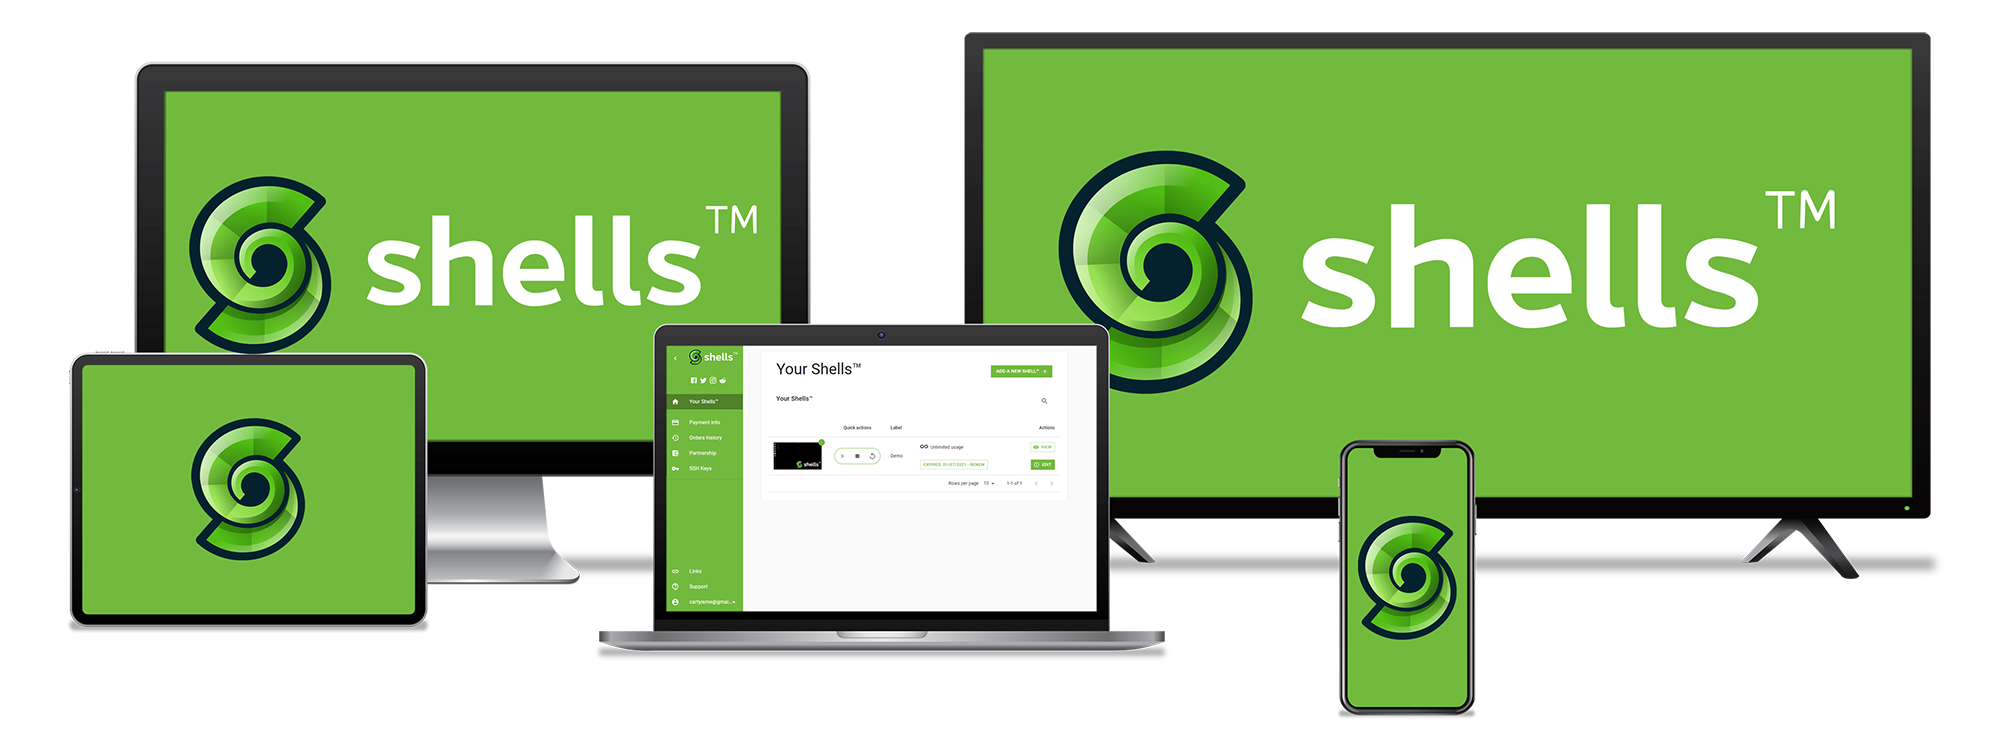 shells™
shells™
shells™
Your Shells™
Payment info
Orders history
Partnership
SSH Keys
Links
Support
cartyisme@gmai...
Your Shells™
ADD A NEW SHELL™ +
Your Shells™
Quick actions Label Actions
shells™
Demo
Unlimited usage
EXPIRES: 01/07/2021 - RENEW
VIEW
EDIT
Rows per page 10 1-1 of 1